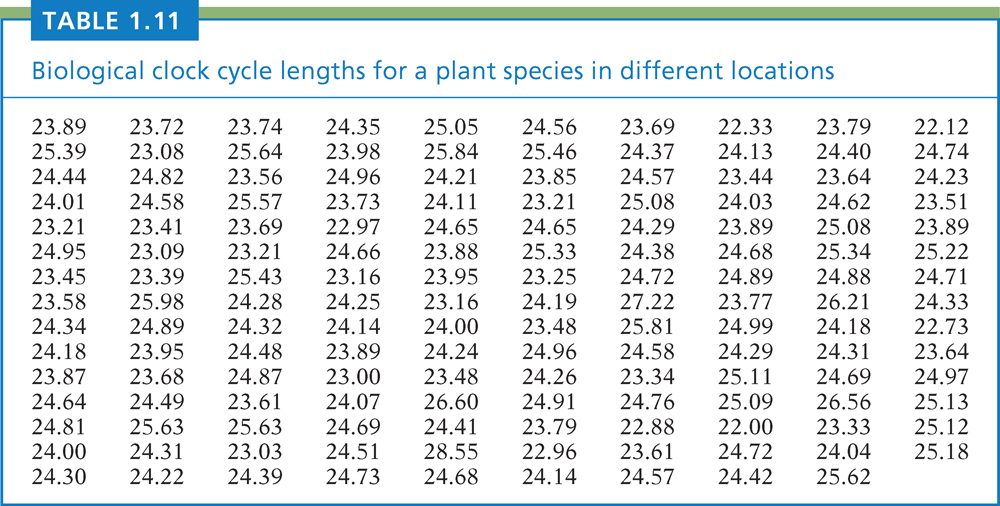 TABLE 1.11
Biological clock cycle lengths for a plant species in different locations
23.89 23.72 23.74 24.35 25.05 24.56 23.69 22.33 23.79 22.12
25.39 23.08 25.64 23.98 25.84 25.46 24.37 24.13 24.40 24.74
24.44 24.82 23.56 24.96 24.21 23.85 24.57 23.44 23.64 24.23
24.01 24.58 25.57 23.73 24.11 23.21 25.08 24.03 24.62 23.51
23.21 23.41 23.69 22.97 24.65 24.65 24.29 23.89 25.08 23.89
24.95 23.09 23.21 24.66 23.88 25.33 24.38 24.68 25.34 25.22
23.45 23.39 25.43 23.16 23.95 23.25 24.72 24.89 24.88 24.71
23.58 25.98 24.28 24.25 23.16 24.19 27.22 23.77 26.21 24.33
24.34 24.89 24.32 24.14 24.00 23.48 25.81 24.99 24.18 22.73
24.18 23.95 24.48 23.89 24.24 24.96 24.58 24.29 24.31 23.64
23.87 23.68 24.87 23.00 23.48 24.26 23.34 25.11 24.69 24.97
24.64 24.49 23.61 24.07 26.60 24.91 24.76 25.09 26.56 25.13
24.81 25.63 25.63 24.69 24.41 23.79 22.88 22.00 23.33 25.12
24.00 24.31 23.03 24.51 28.55 22.96 23.61 24.72 24.04 25.18
24.30 24.22 24.39 24.73 24.68 24.14 24.57 24.42 25.62